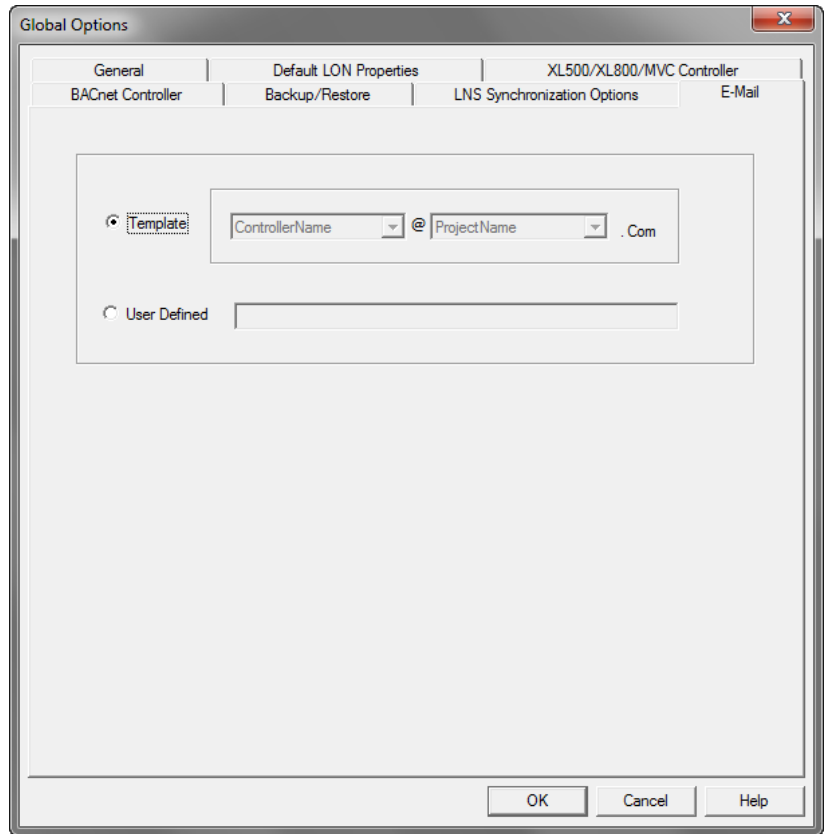 Global Options
General Default LON Properties XL500/XL800/MVC Controller
BACnet Controller Backup/Restore LNS Synchronization Options E-Mail
Template ControllerName @ ProjectName . Com
User Defined
OK Cancel Help